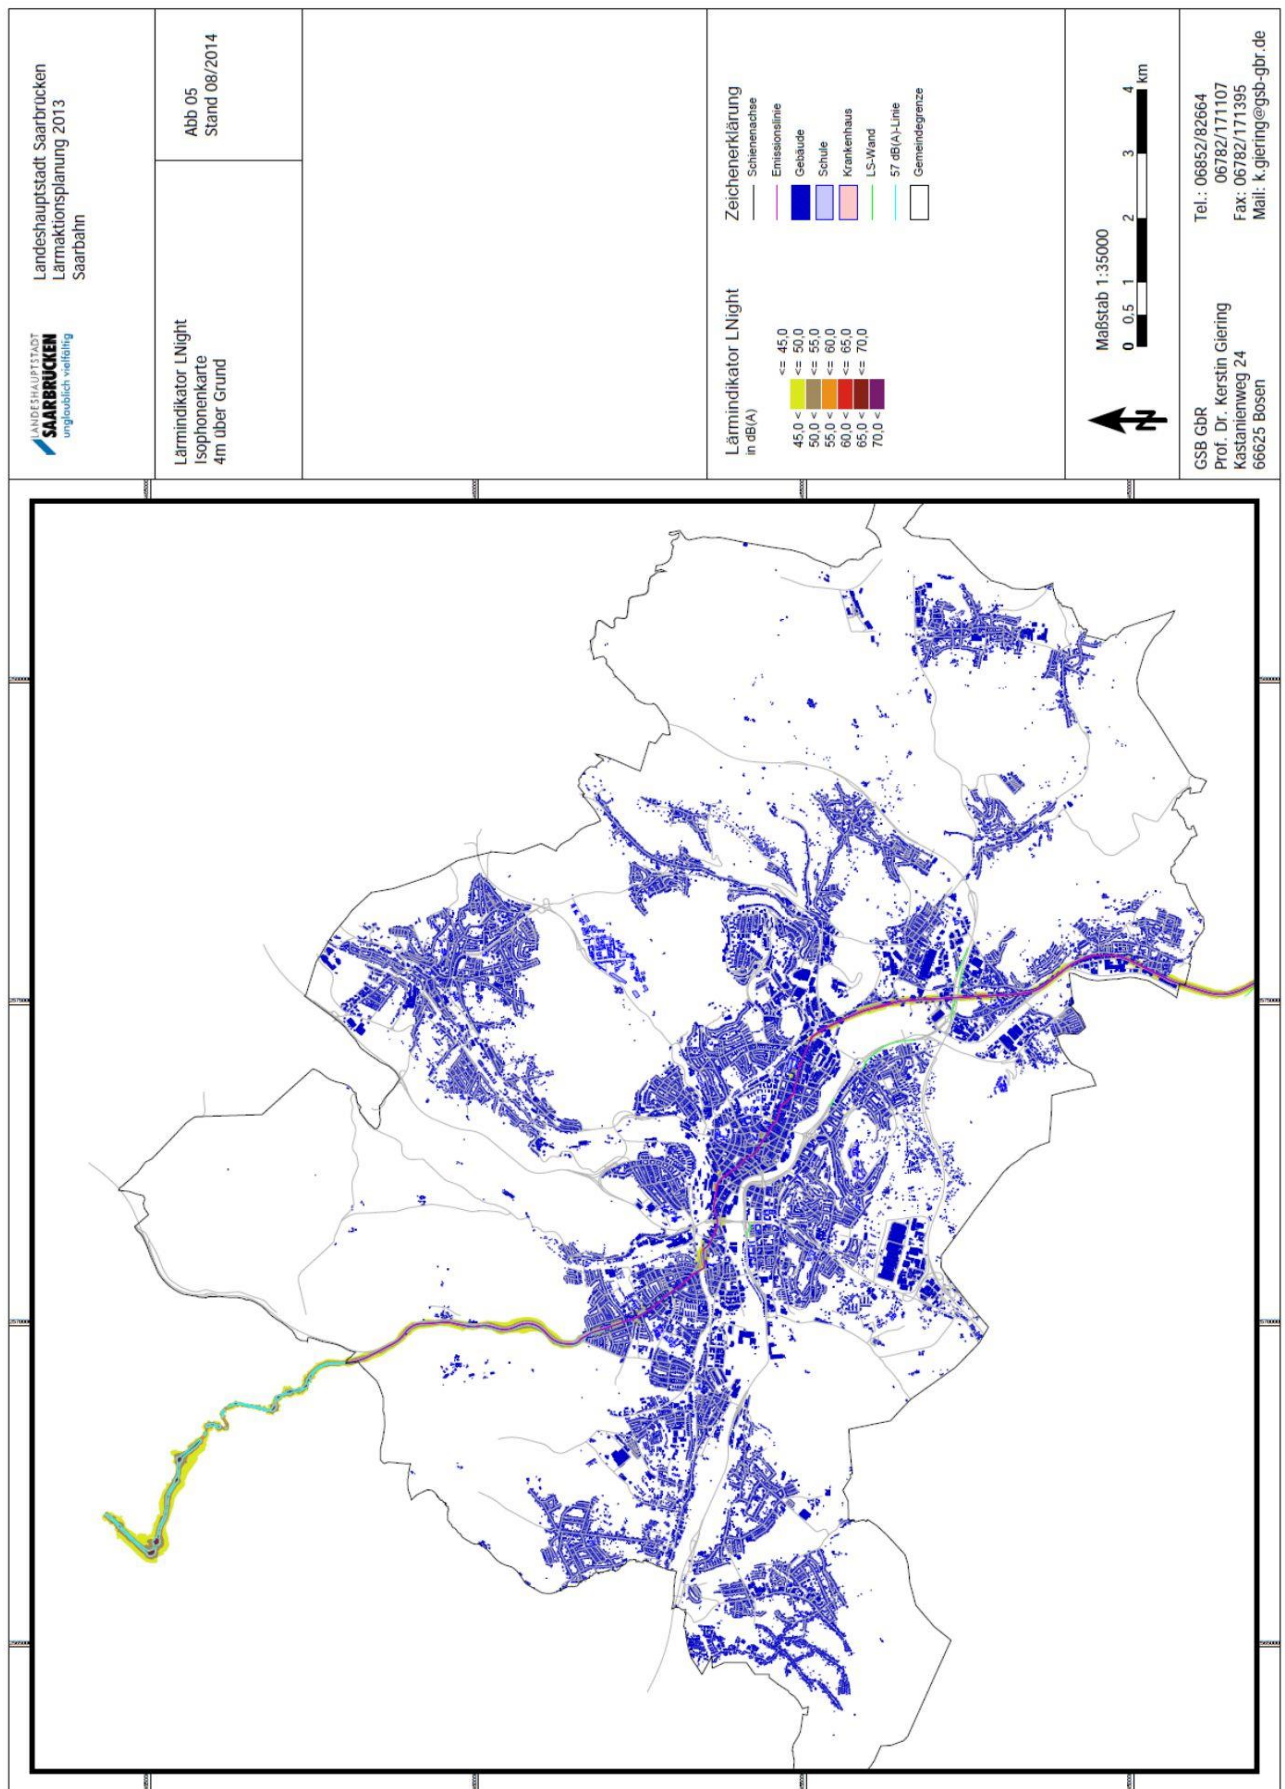 LANDESHAUPTSTADT
SAARBRÜCKEN
unglaublich vielfältig
Landeshauptstadt Saarbrücken
Lärmaktionsplanung 2013
Saarbahn
Lärmindikator LNight
Isophonenkarte
4m über Grund
Abb 05
Stand 08/2014
Lärmindikator LNight
in dB(A)
<= 45,0
45,0 < <= 50,0
50,0 < <= 55,0
55,0 < <= 60,0
60,0 < <= 65,0
65,0 < <= 70,0
70,0 <
Zeichenerklärung
Schienenachse
Emissionslinie
Gebäude
Schule
Krankenhaus
LS-Wand
57 dB(A)-Linie
Gemeindegrenze
N
Maßstab 1:35000
0 0,5 1 2 3 4
km
GSB GbR
Prof. Dr. Kerstin Giering
Kastanienweg 24
66625 Bosen
Tel.: 06852/82664
06782/171107
Fax: 06782/171395
Mail: k.giering@gsb-gbr.de